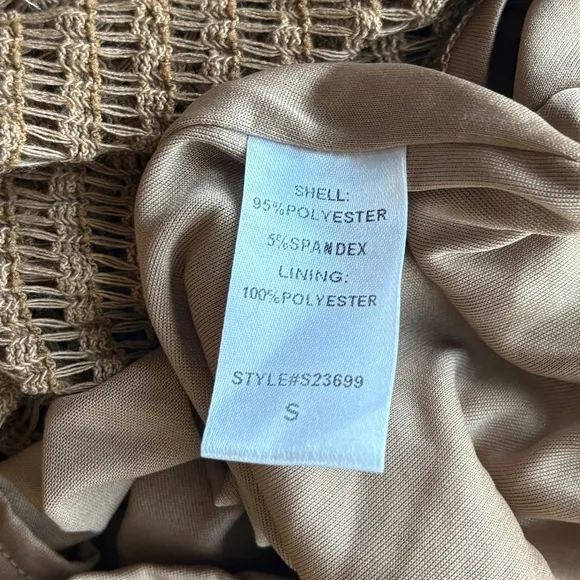 SHELL:
95%POLYESTER
5%SPANDEX
LINING:
100%POLYESTER
STYLE#S23699
S